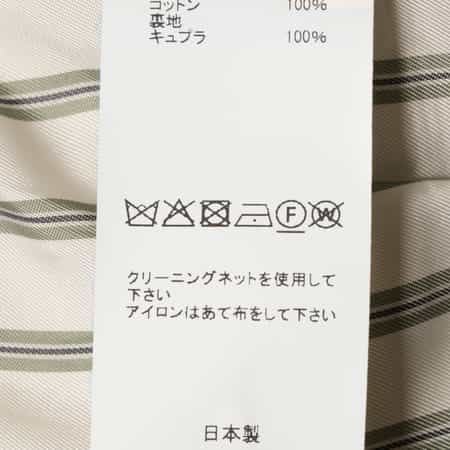 コットン 100%
裏地
キュプラ 100%
F W
クリーニングネットを使用して
下さい
アイロンはあて布をして下さい
日本製